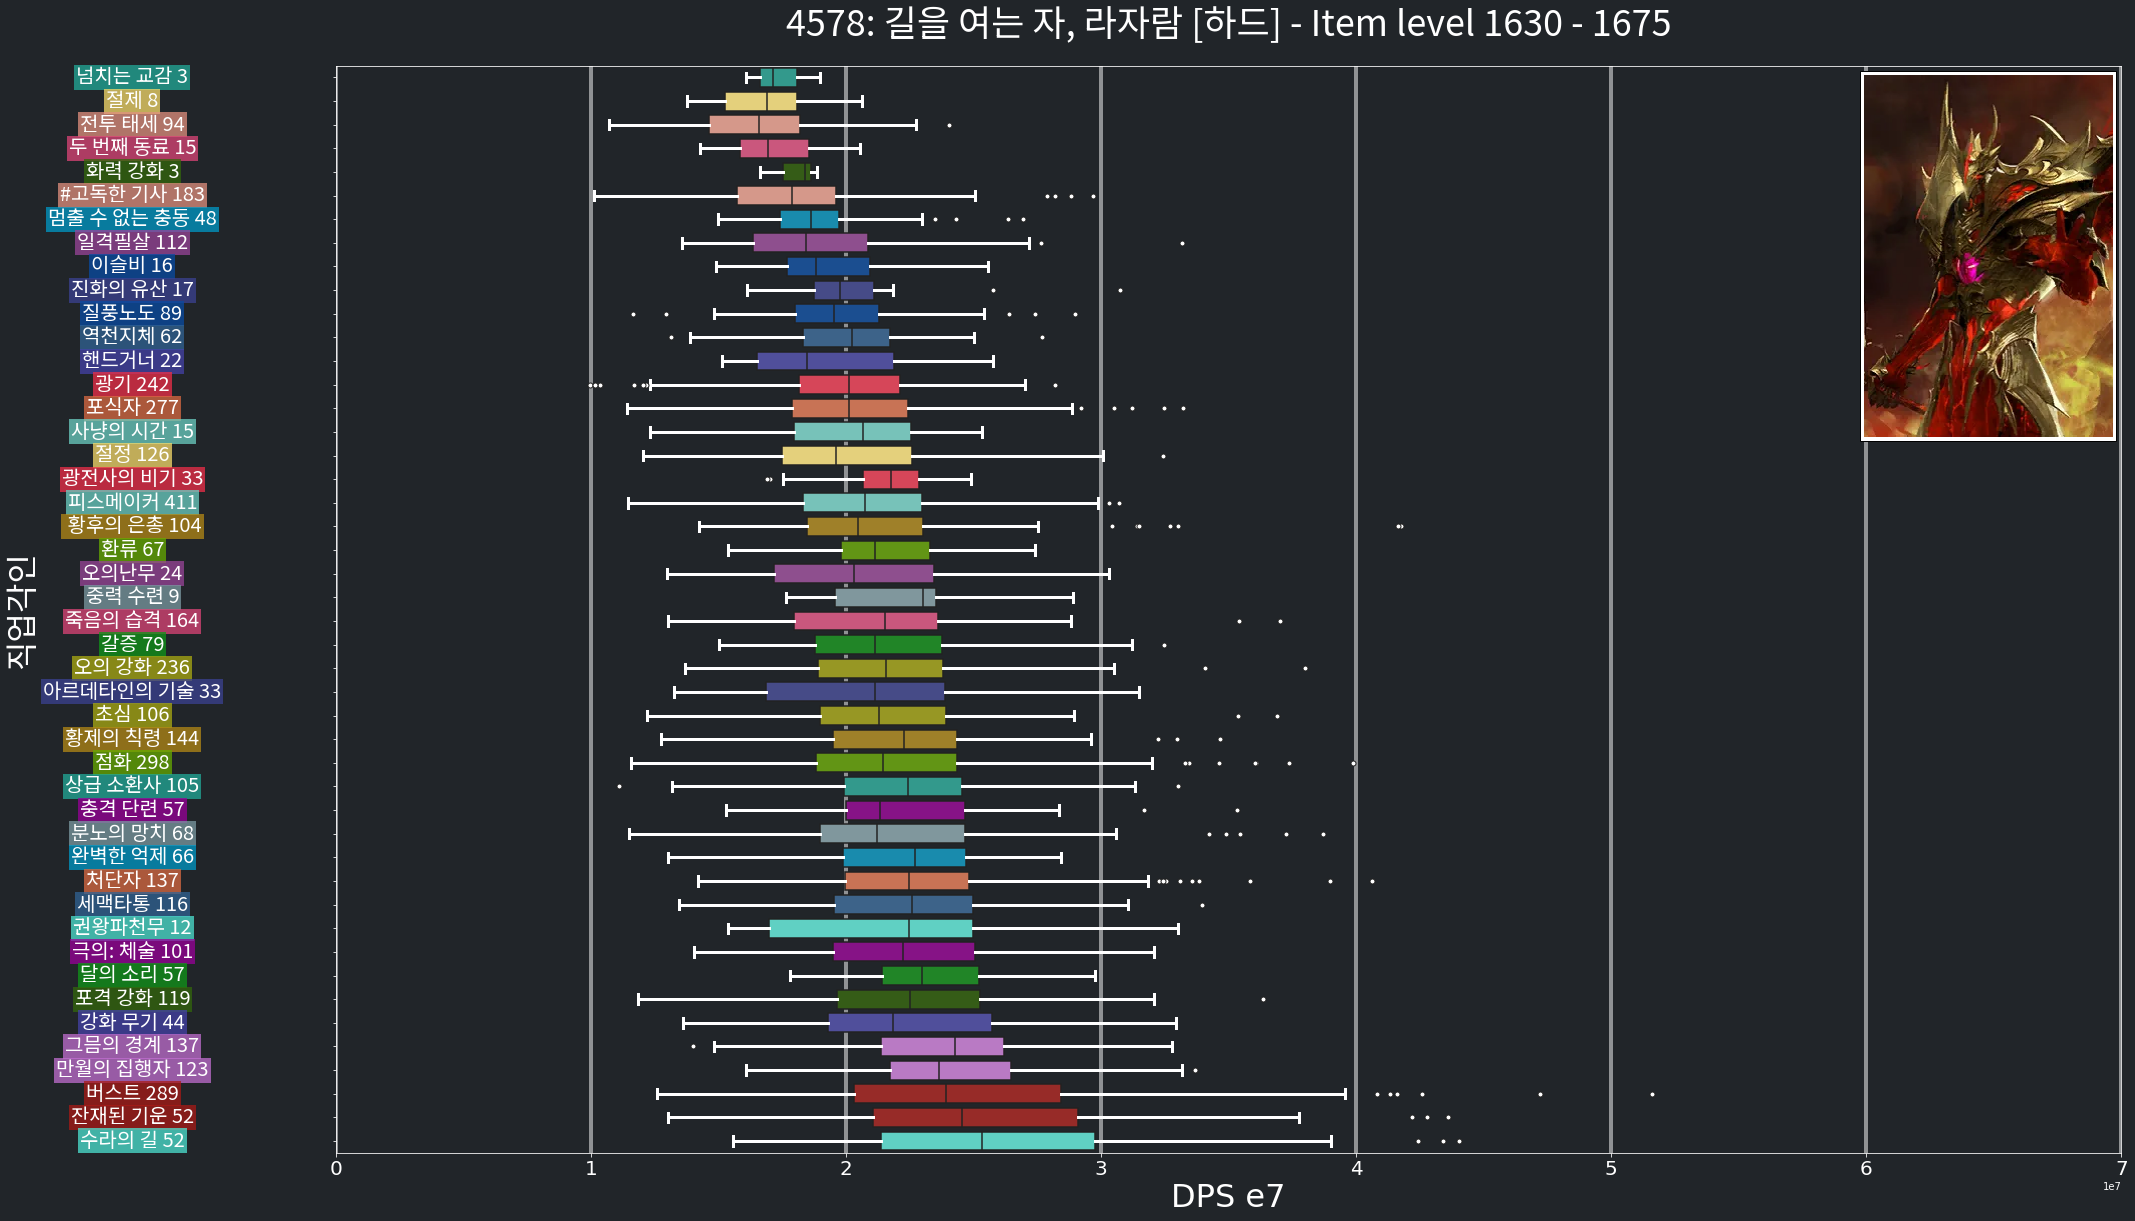 4578: 길을 여는 자, 라자람 [하드] - Item level 1630 - 1675
넘치는 교감 3
절제 8
전투 태세 94
두 번째 동료 15
화력 강화 3
#고독한 기사 183
멈출 수 없는 충동 48
일격필살 112
이슬비 16
진화의 유산 17
질풍노도 89
역천지체 62
핸드거너 22
광기 242
포식자 277
사냥의 시간 15
절정 126
광전사의 비기 33
피스메이커 411
황후의 은총 104
환류 67
오의난무 24
중력 수련 9
죽음의 습격 164
갈증 79
오의 강화 236
아르데타인의 기술 33
초심 106
황제의 칙령 144
점화 298
상급 소환사 105
충격 단련 57
분노의 망치 68
완벽한 억제 66
처단자 137
세맥타통 116
권왕파천무 12
극의: 체술 101
달의 소리 57
포격 강화 119
강화 무기 44
그믐의 경계 137
만월의 집행자 123
버스트 289
잔재된 기운 52
수라의 길 52
직업각인
0 1 2 3 4 5 6 7
1e7
DPS e7